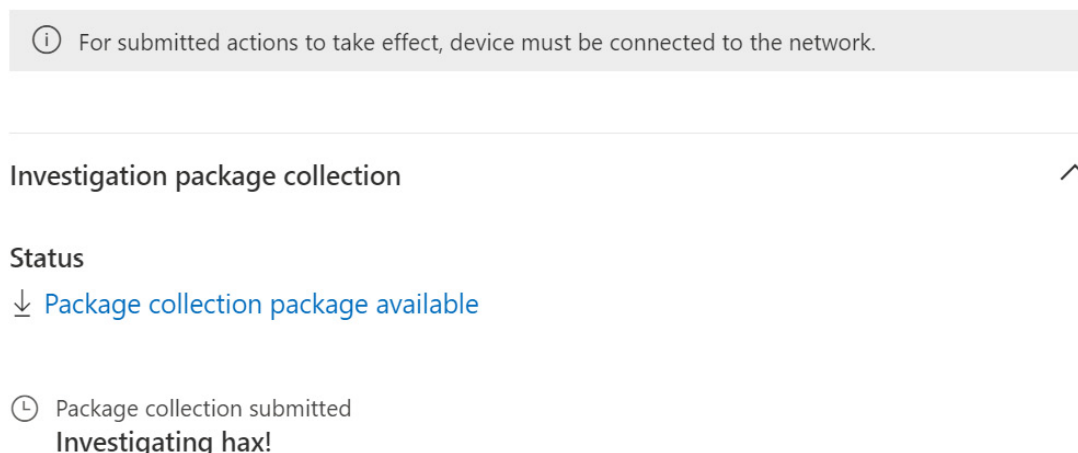 For submitted actions to take effect, device must be connected to the network.
Investigation package collection
Status
Package collection package available
Package collection submitted
Investigating hax!